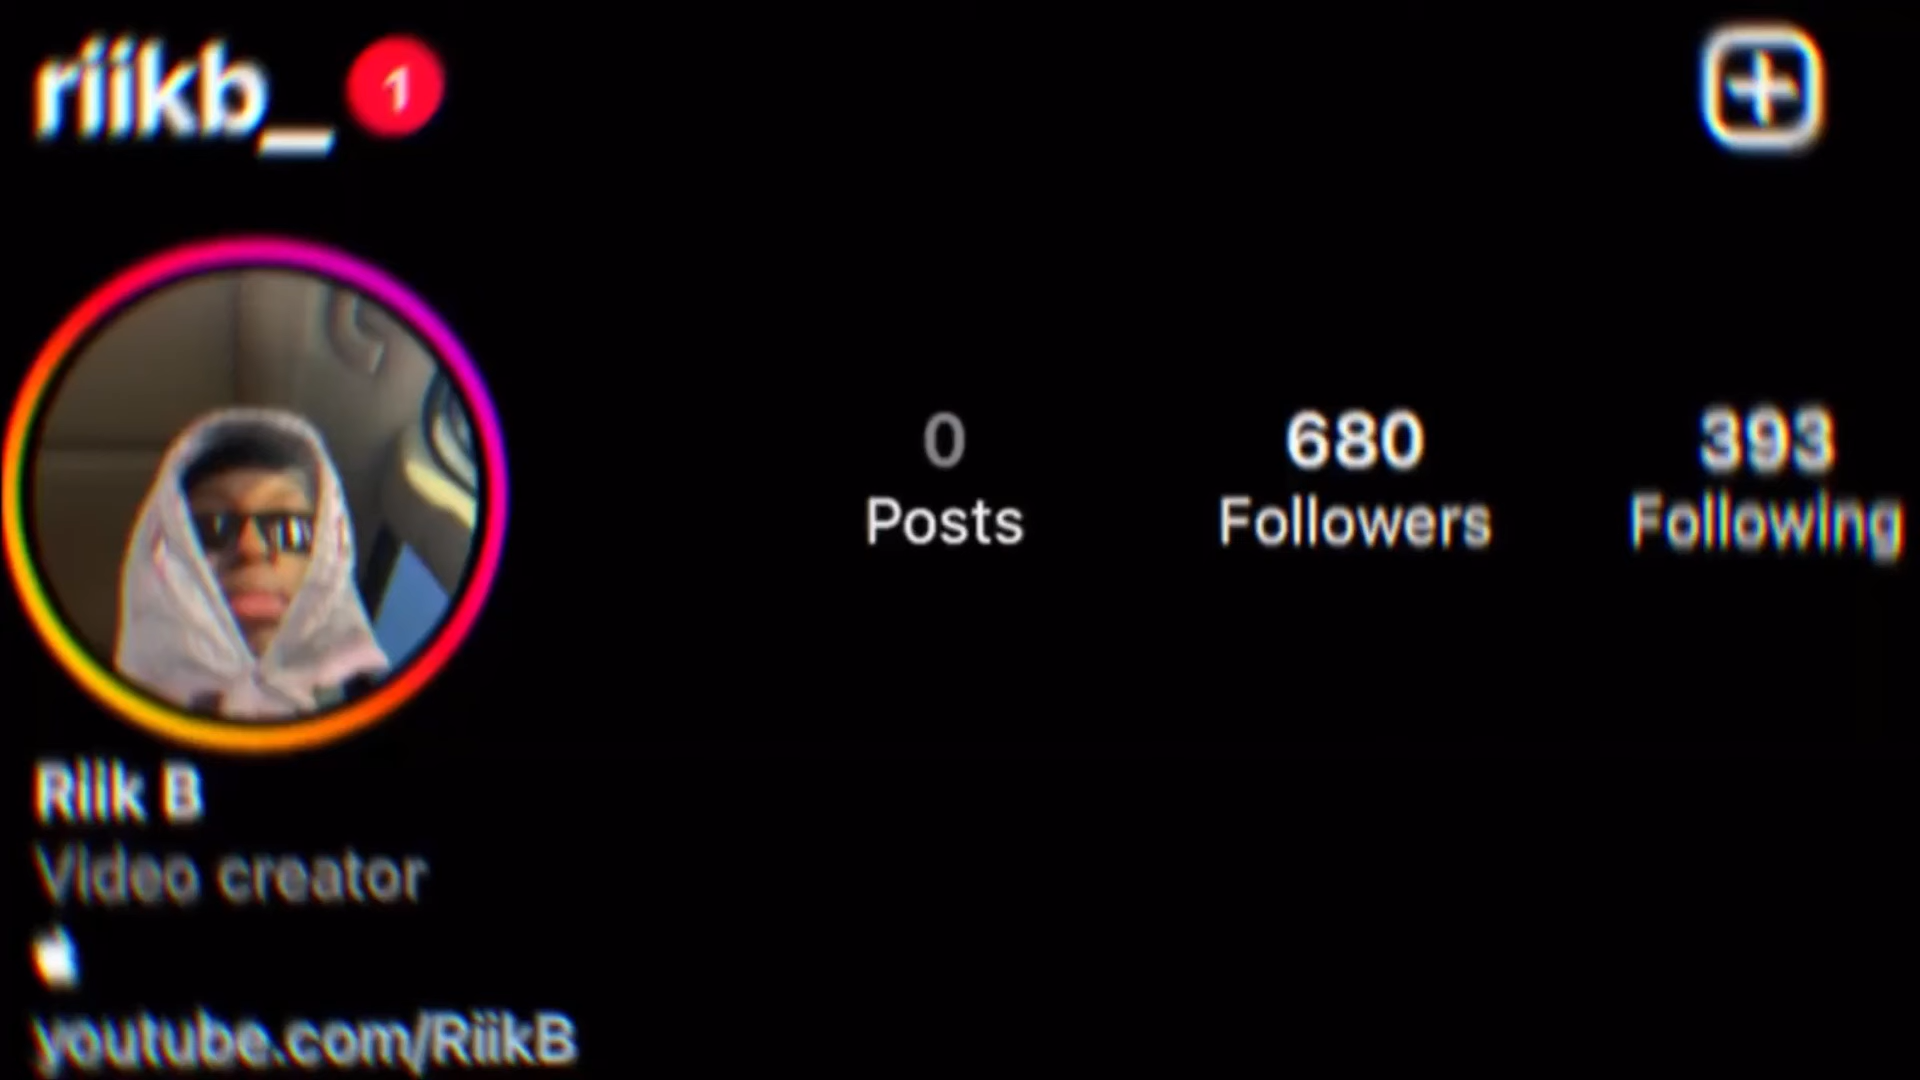 riikb_ 1
0 680 393
Posts Followers Following
Riik B
Video creator
youtube.com/RiikB